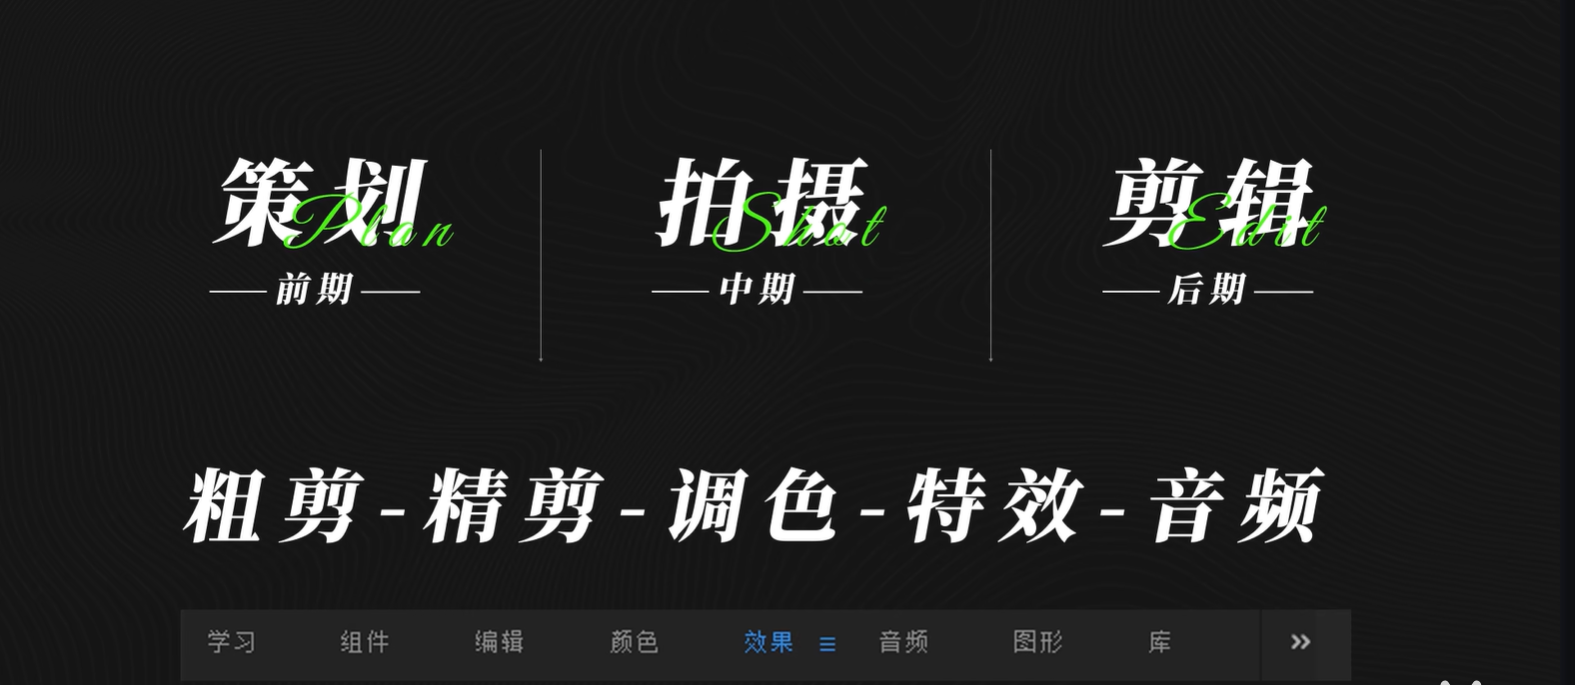 策划 拍摄 剪辑
Plan Shot Edit
前期 中期 后期
粗剪-精剪-调色-特效-音频
学习 组件 编辑 颜色 效果 ≡ 音频 图形 库 »